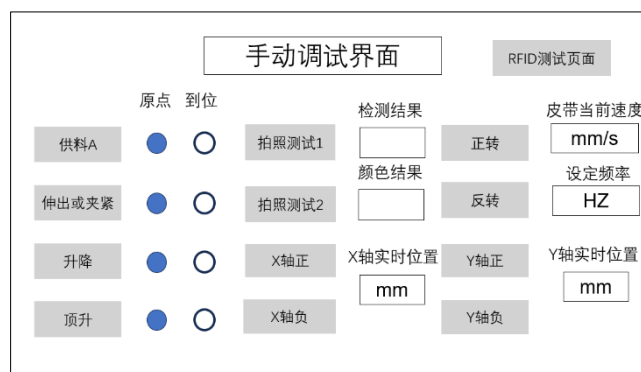 手动调试界面
RFID测试页面
原点 到位
检测结果
皮带当前速度
供料A
拍照测试1
正转
mm/s
颜色结果
设定频率
伸出或夹紧
拍照测试2
反转
HZ
升降
X轴正
X轴实时位置
Y轴正
Y轴实时位置
mm
mm
顶升
X轴负
Y轴负